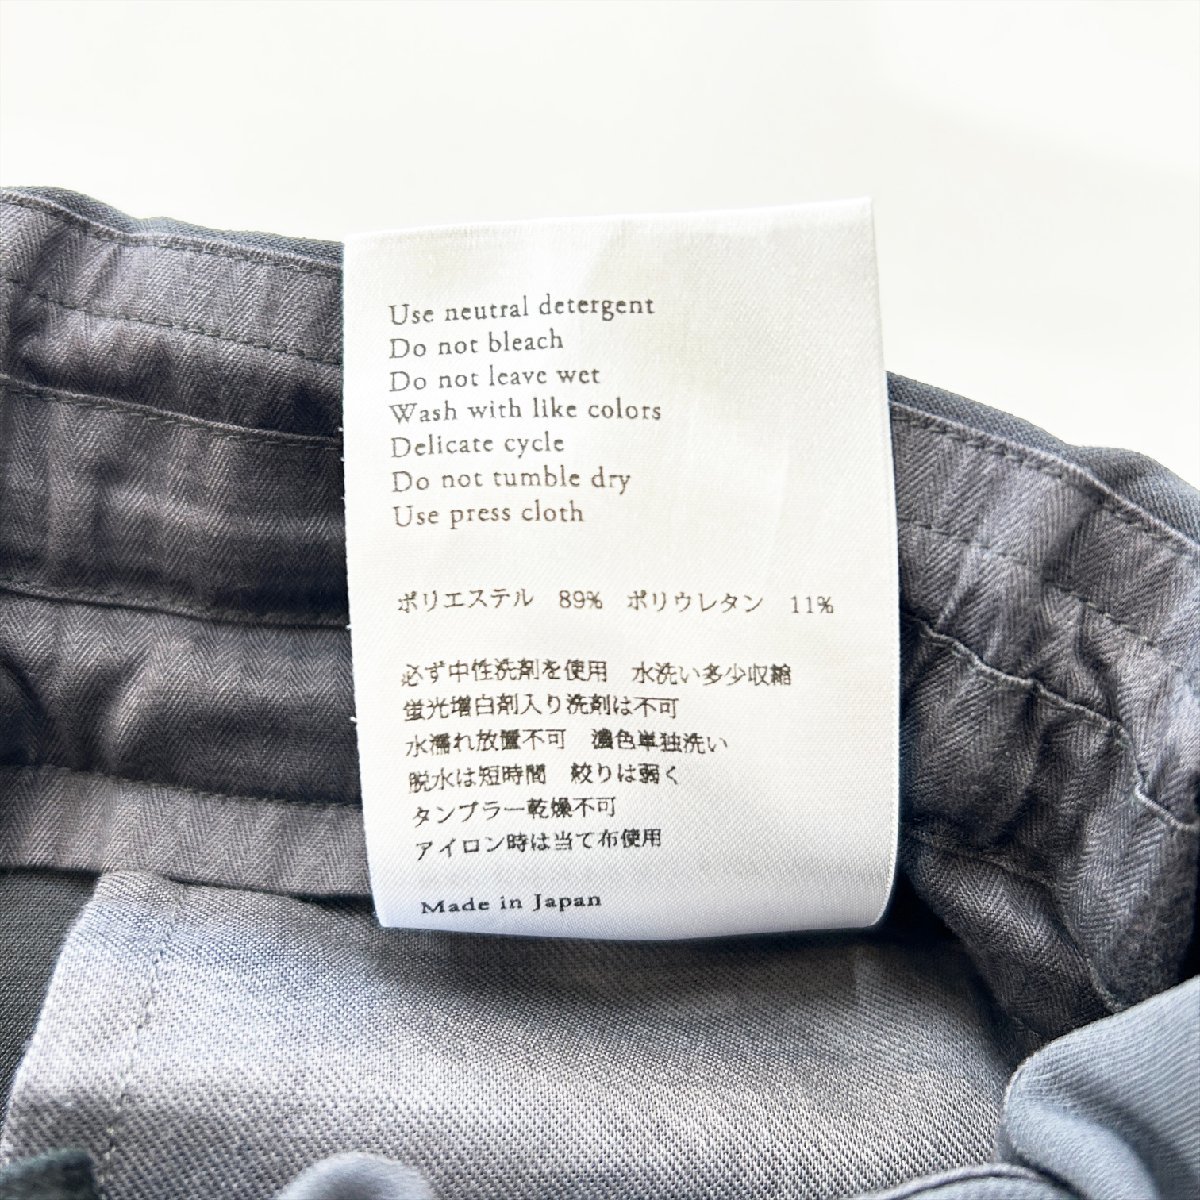 Use neutral detergent
Do not bleach
Do not leave wet
Wash with like colors
Delicate cycle
Do not tumble dry
Use press cloth
ポリエステル 89% ポリウレタン 11%
必ず中性洗剤を使用 水洗い多少収縮
蛍光増白剤入り洗剤は不可
水濡れ放置不可 濃色単独洗い
脱水は短時間 絞りは弱く
タンブラー乾燥不可
アイロン時は当て布使用
Made in Japan